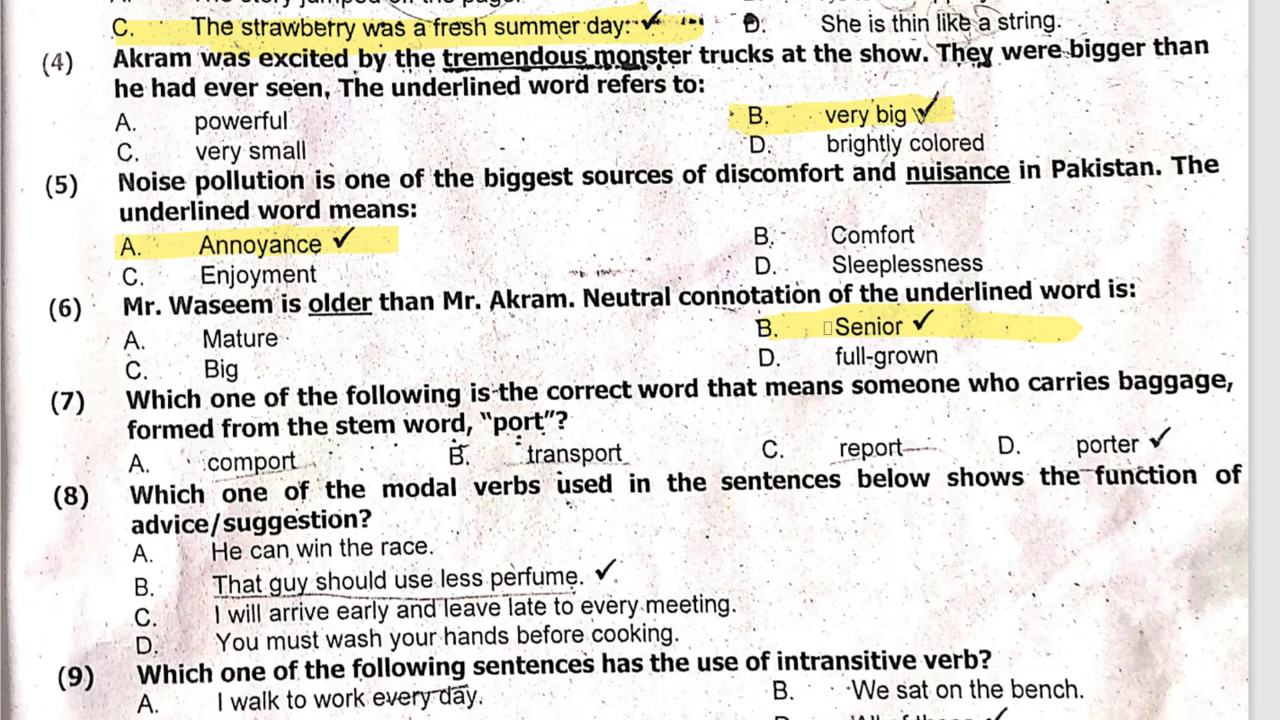 C. The strawberry was a fresh summer day: ✓ D. She is thin like a string.
(4) Akram was excited by the tremendous monster trucks at the show. They were bigger than
he had ever seen, The underlined word refers to:
A. powerful B. very big ✓
C. very small D. brightly colored
(5) Noise pollution is one of the biggest sources of discomfort and nuisance in Pakistan. The
underlined word means:
A. Annoyance ✓ B. Comfort
C. Enjoyment D. Sleeplessness
(6) Mr. Waseem is older than Mr. Akram. Neutral connotation of the underlined word is:
A. Mature B. Senior ✓
C. Big D. full-grown
(7) Which one of the following is the correct word that means someone who carries baggage,
formed from the stem word, "port"?
A. comport B. transport C. report D. porter ✓
(8) Which one of the modal verbs used in the sentences below shows the function of
advice/suggestion?
A. He can win the race.
B. That guy should use less perfume. ✓
C. I will arrive early and leave late to every meeting.
D. You must wash your hands before cooking.
(9) Which one of the following sentences has the use of intransitive verb?
A. I walk to work every day. B. We sat on the bench.